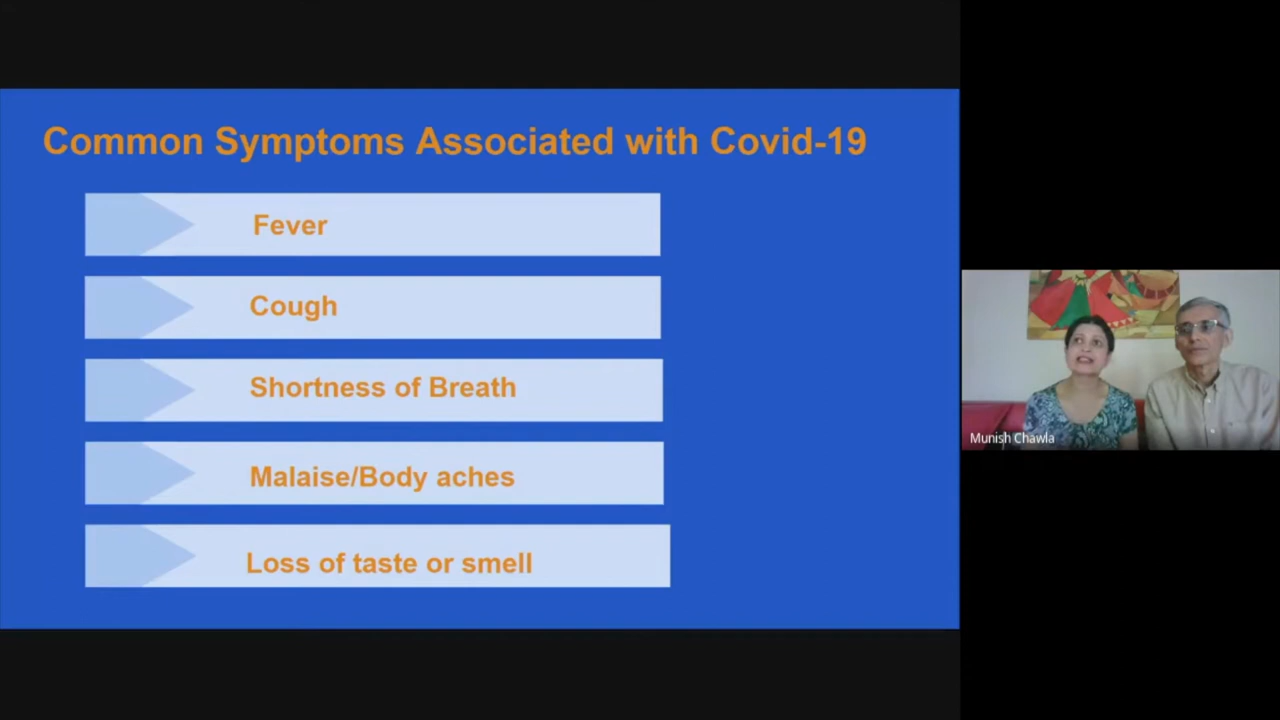 Common Symptoms Associated with Covid-19
Fever
Cough
Shortness of Breath
Malaise/Body aches
Loss of taste or smell
Munish Chawla